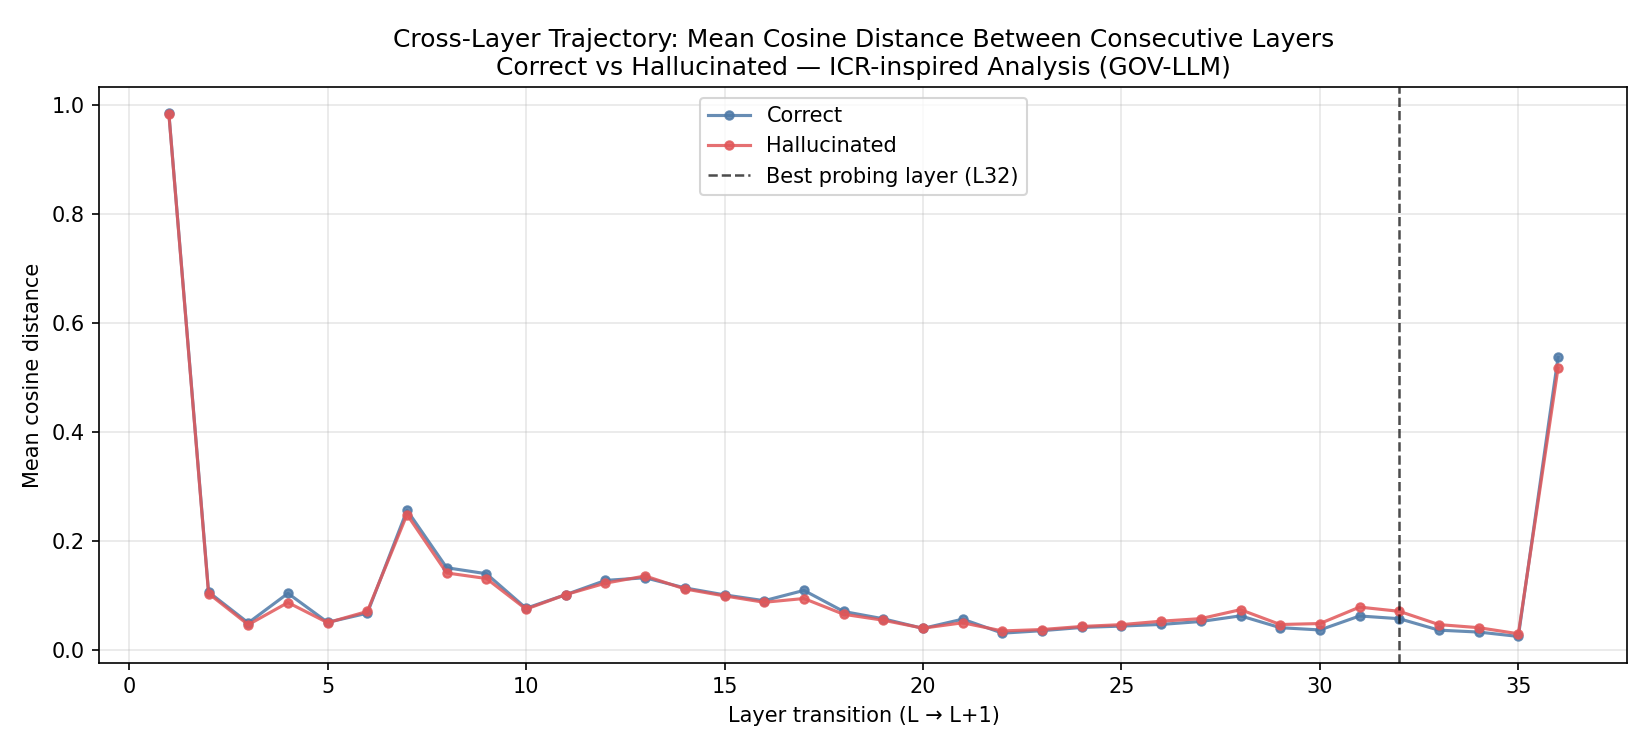 Cross-Layer Trajectory: Mean Cosine Distance Between Consecutive Layers
Correct vs Hallucinated — ICR-inspired Analysis (GOV-LLM)
Correct
Hallucinated
Best probing layer (L32)
Mean cosine distance
1.0
0.8
0.6
0.4
0.2
0.0
0 5 10 15 20 25 30 35
Layer transition (L → L+1)